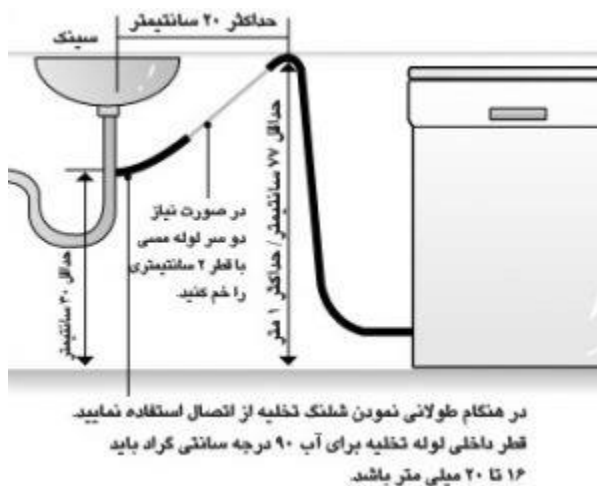 حداکثر ۲۰ سانتیمتر
سینک
حداقل ۷۷ سانتیمتر / حداکثر ۱ متر
در صورت نیاز
دو سر لوله مسی
با قطر ۲ سانتیمتری
را خم کنید.
حداقل ۳۰ سانتیمتر
در هنگام طولانی نمودن شلنگ تخلیه از اتصال استفاده نمایید.
قطر داخلی لوله تخلیه برای آب ۹۰ درجه سانتی گراد باید
۱۶ تا ۲۰ میلی متر باشد.